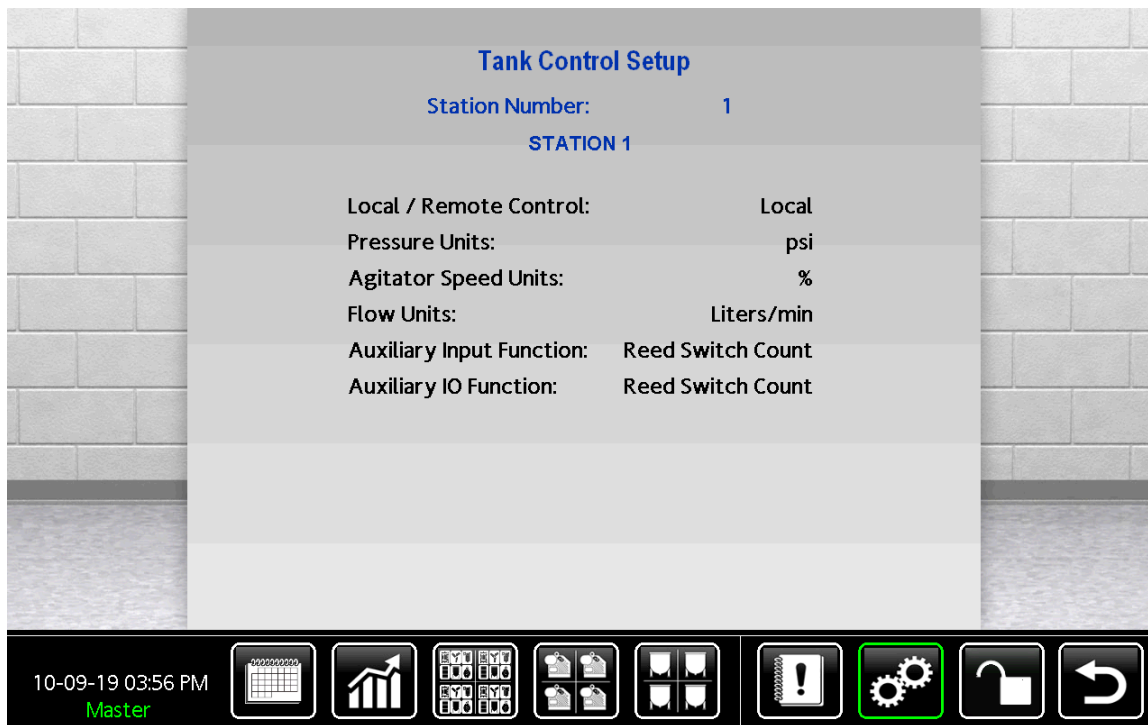 Tank Control Setup
Station Number: 1
STATION 1
Local / Remote Control: Local
Pressure Units: psi
Agitator Speed Units: %
Flow Units: Liters/min
Auxiliary Input Function: Reed Switch Count
Auxiliary IO Function: Reed Switch Count
10-09-19 03:56 PM
Master